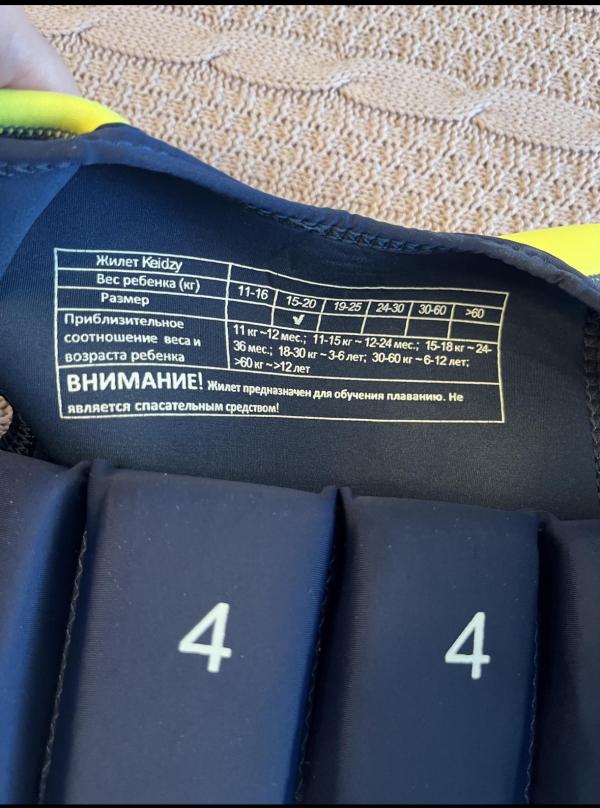 Жилет Keidzy
Вес ребенка (кг)
11-16 15-20 19-25 24-30 30-60 >60
Размер ✓
Приблизительное
соотношение веса и
возраста ребенка
11 кг ~12 мес.; 11-15 кг ~ 12-24 мес.; 15-18 кг ~ 24-
36 мес.; 18-30 кг ~ 3-6 лет; 30-60 кг ~ 6-12 лет;
>60 кг ~>12 лет
ВНИМАНИЕ! Жилет предназначен для обучения плаванию. Не
является спасательным средством!
4 4